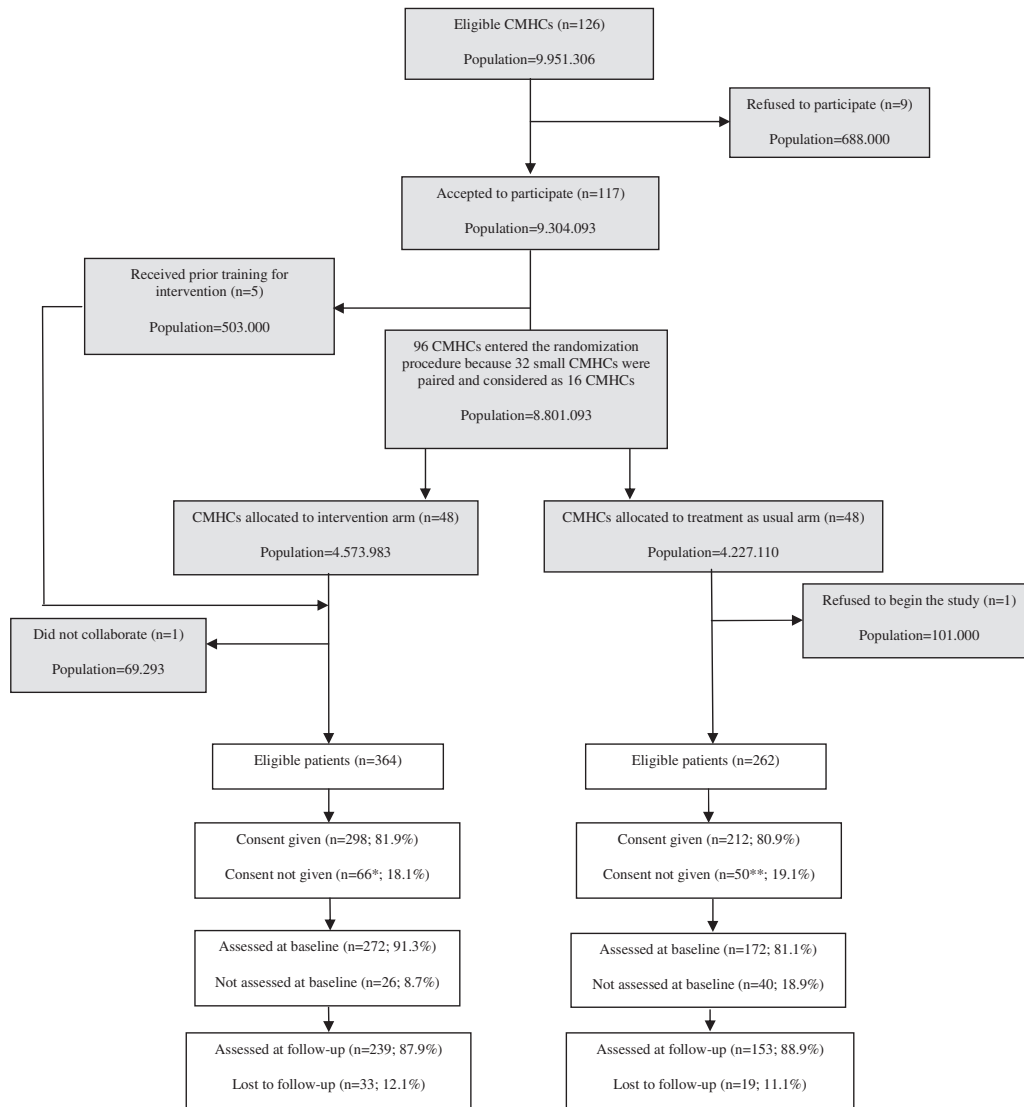 Eligible CMHCs (n=126)
Population=9.951.306
Refused to participate (n=9)
Population=688.000
Accepted to participate (n=117)
Population=9.304.093
Received prior training for
intervention (n=5)
Population=503.000
96 CMHCs entered the randomization
procedure because 32 small CMHCs were
paired and considered as 16 CMHCs
Population=8.801.093
CMHCs allocated to intervention arm (n=48)
Population=4.573.983
CMHCs allocated to treatment as usual arm (n=48)
Population=4.227.110
Refused to begin the study (n=1)
Population=101.000
Did not collaborate (n=1)
Population=69.293
Eligible patients (n=364)
Eligible patients (n=262)
Consent given (n=298; 81.9%)
Consent not given (n=66*; 18.1%)
Consent given (n=212; 80.9%)
Consent not given (n=50**; 19.1%)
Assessed at baseline (n=272; 91.3%)
Not assessed at baseline (n=26; 8.7%)
Assessed at baseline (n=172; 81.1%)
Not assessed at baseline (n=40; 18.9%)
Assessed at follow-up (n=239; 87.9%)
Lost to follow-up (n=33; 12.1%)
Assessed at follow-up (n=153; 88.9%)
Lost to follow-up (n=19; 11.1%)